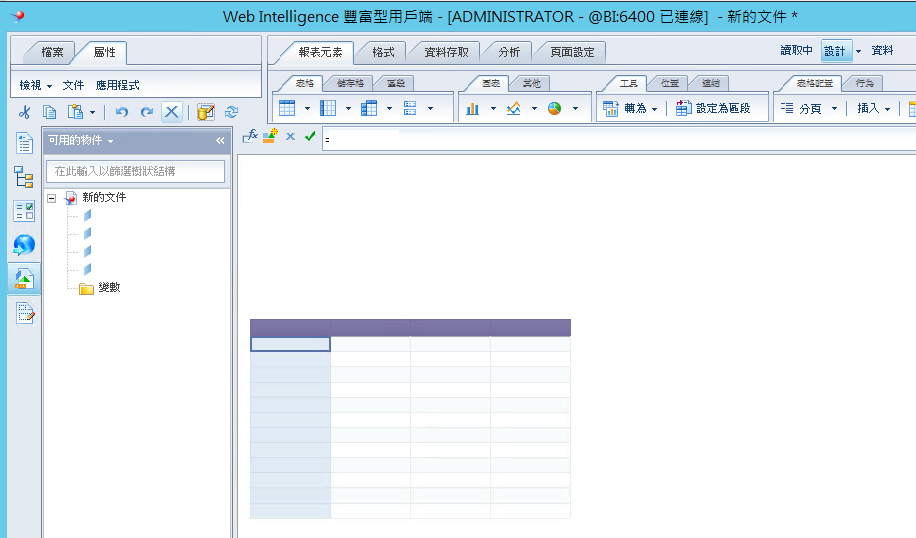 Web Intelligence 豐富型用戶端 - [ADMINISTRATOR - @BI:6400 已連線] - 新的文件 *
檔案 屬性
報表元素 格式 資料存取 分析 頁面設定
讀取中 設計 資料
檢視 文件 應用程式
表格 儲存格 區段
圖表 其他
工具 位置 連結
表格配置 行為
轉為 設定為區段
分頁 插入
可用的物件 «
=
在此輸入以篩選樹狀結構
新的文件
變數